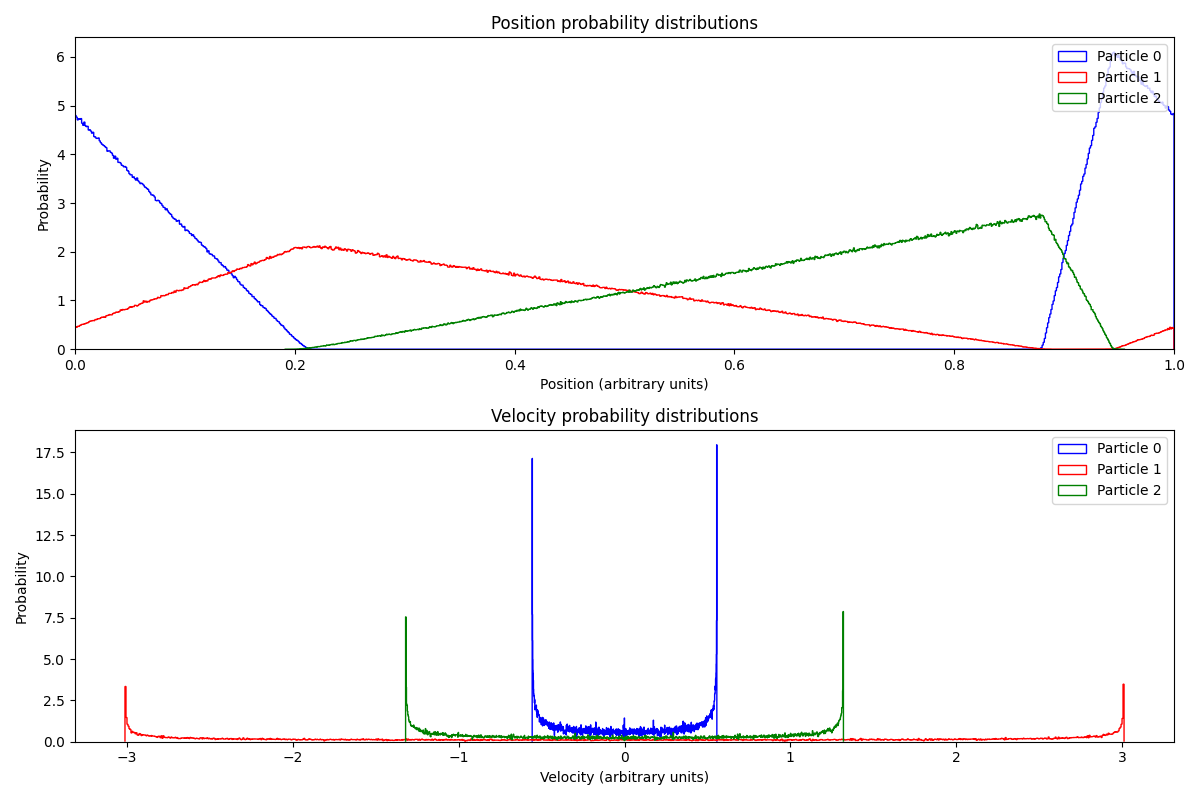 Position probability distributions
Probability
6
5
4
3
2
1
0
Particle 0
Particle 1
Particle 2
0.0 0.2 0.4 0.6 0.8 1.0
Position (arbitrary units)
Velocity probability distributions
Probability
17.5
15.0
12.5
10.0
7.5
5.0
2.5
0.0
Particle 0
Particle 1
Particle 2
−3 −2 −1 0 1 2 3
Velocity (arbitrary units)